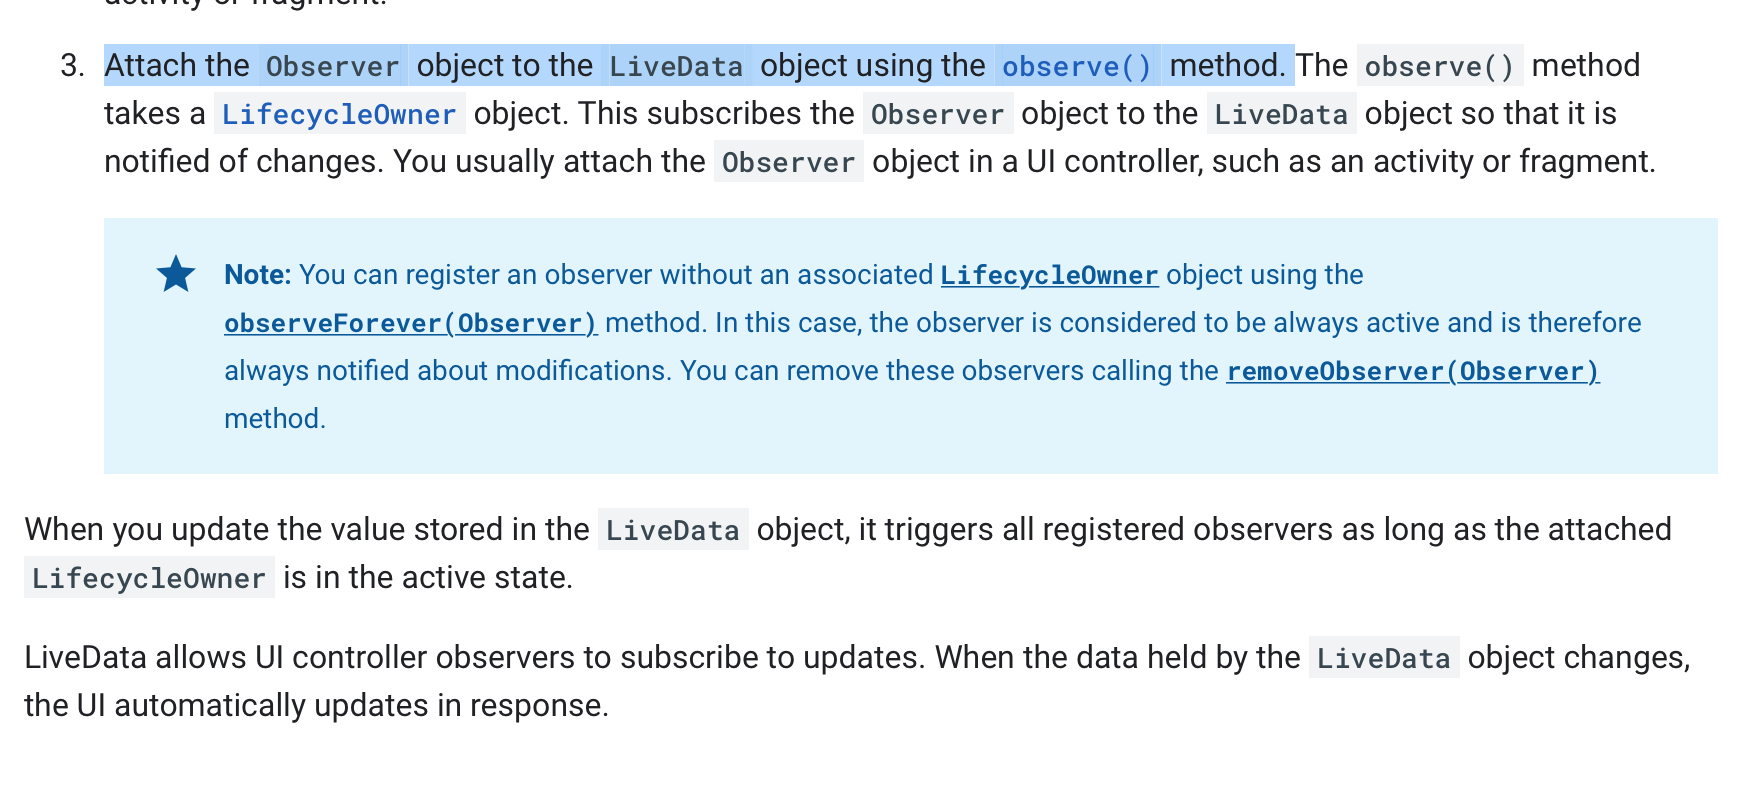 activity or fragment.
3. Attach the Observer object to the LiveData object using the observe() method. The observe() method
takes a LifecycleOwner object. This subscribes the Observer object to the LiveData object so that it is
notified of changes. You usually attach the Observer object in a UI controller, such as an activity or fragment.
Note: You can register an observer without an associated LifecycleOwner object using the
observeForever(Observer) method. In this case, the observer is considered to be always active and is therefore
always notified about modifications. You can remove these observers calling the removeObserver(Observer)
method.
When you update the value stored in the LiveData object, it triggers all registered observers as long as the attached
LifecycleOwner is in the active state.
LiveData allows UI controller observers to subscribe to updates. When the data held by the LiveData object changes,
the UI automatically updates in response.